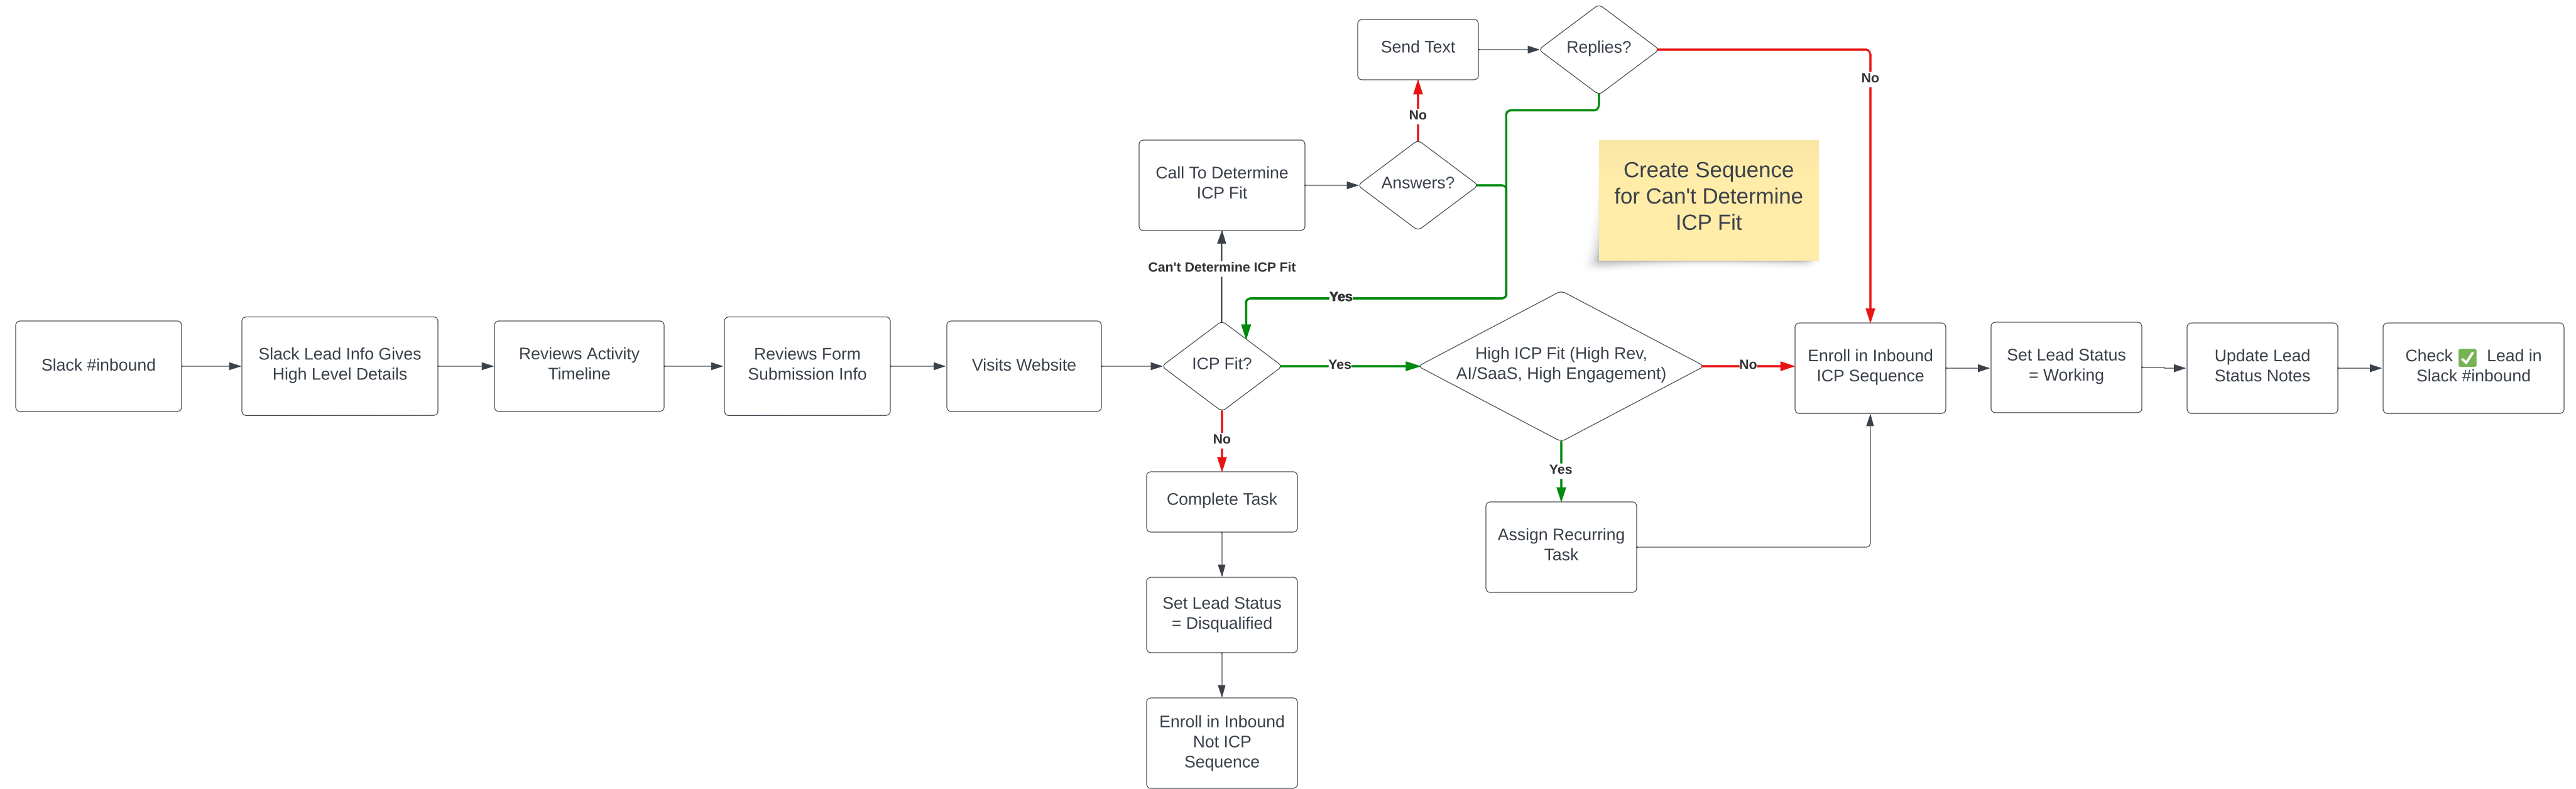 Send Text
Replies?
No
No
Call To Determine
ICP Fit
Answers?
Create Sequence
for Can't Determine
ICP Fit
Can't Determine ICP Fit
Yes
Slack #inbound
Slack Lead Info Gives
High Level Details
Reviews Activity
Timeline
Reviews Form
Submission Info
Visits Website
ICP Fit?
Yes
High ICP Fit (High Rev,
AI/SaaS, High Engagement)
No
Enroll in Inbound
ICP Sequence
Set Lead Status
= Working
Update Lead
Status Notes
Check ✅ Lead in
Slack #inbound
No
Yes
Complete Task
Assign Recurring
Task
Set Lead Status
= Disqualified
Enroll in Inbound
Not ICP
Sequence